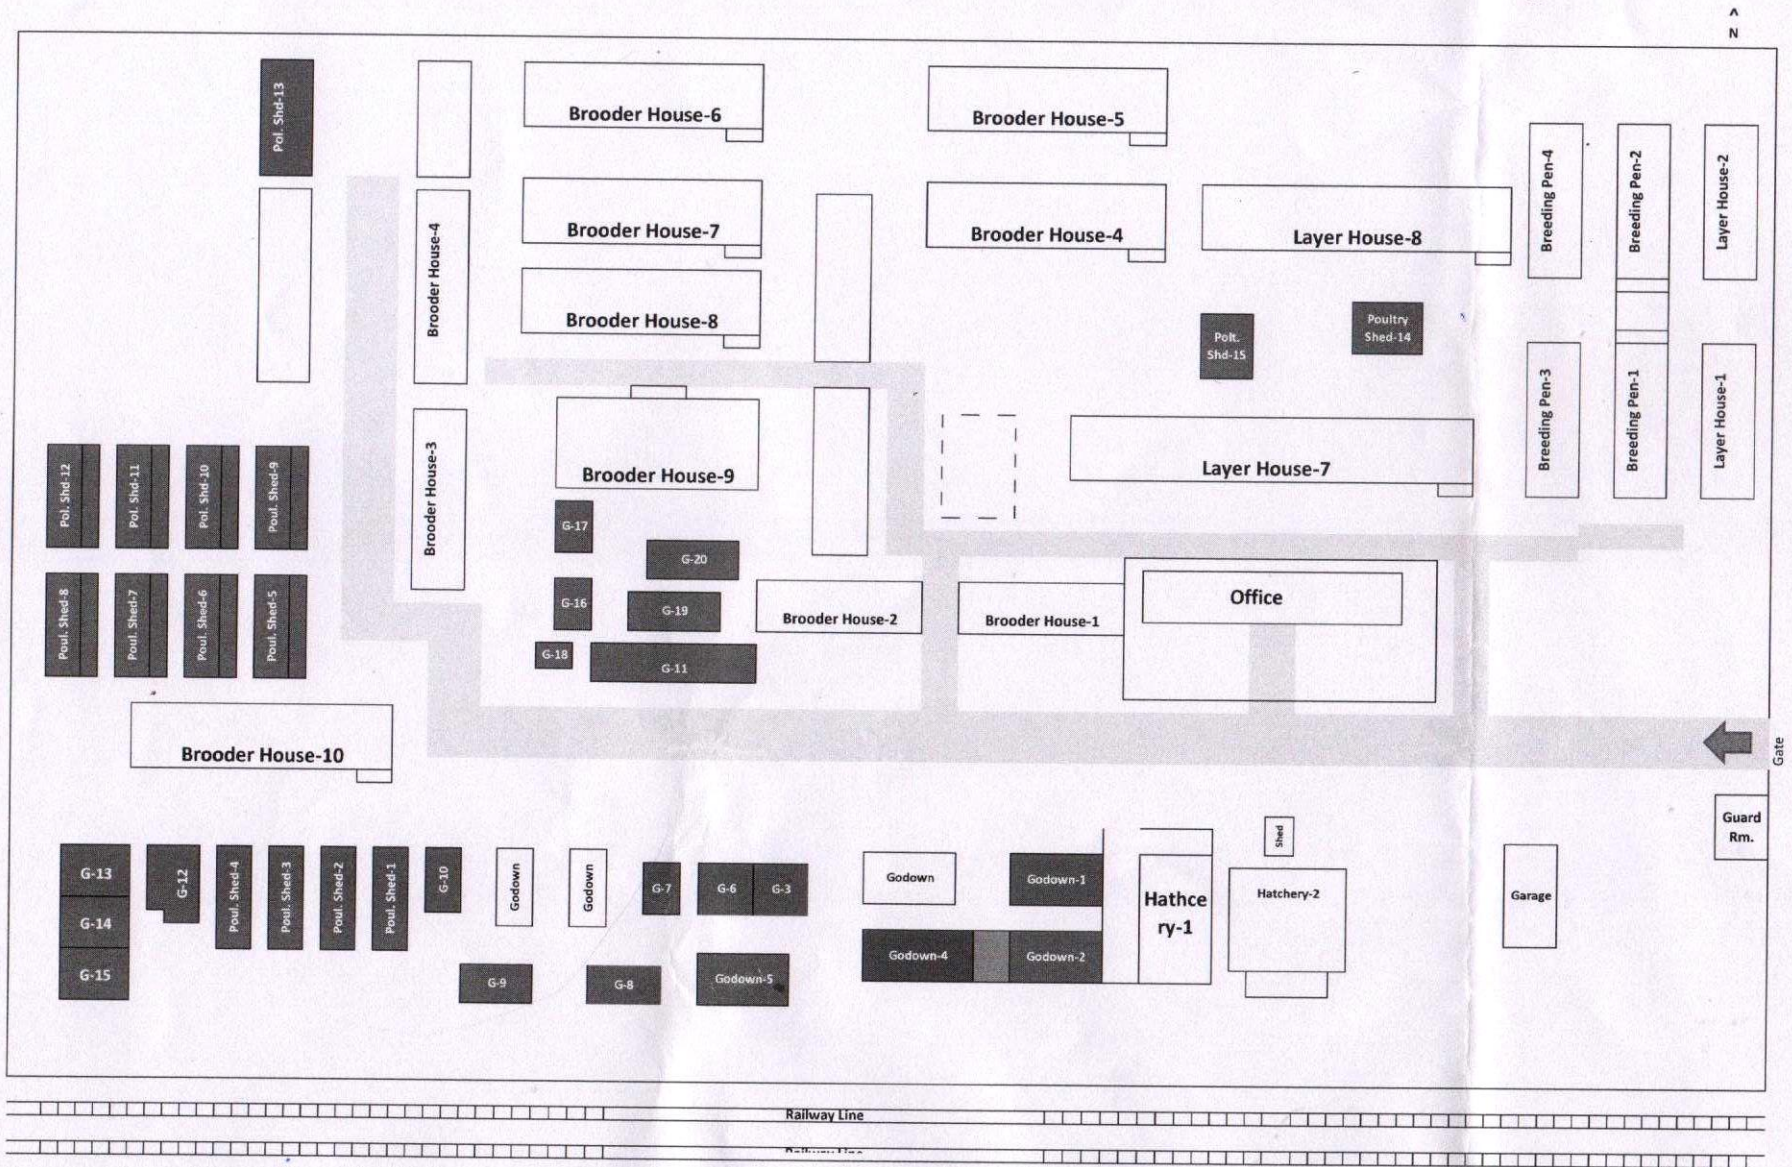 ^
N
Pol. Shd-13
Brooder House-6
Brooder House-5
Breeding Pen-4
Breeding Pen-2
Layer House-2
Brooder House-4
Brooder House-7
Brooder House-4
Layer House-8
Brooder House-8
Polt.
Shd-15
Poultry
Shed-14
Breeding Pen-3
Breeding Pen-1
Layer House-1
Pol. Shd-12
Pol. Shd-11
Pol. Shd-10
Poul. Shed-9
Brooder House-3
Brooder House-9
Layer House-7
G-17
G-20
Poul. Shed-8
Poul. Shed-7
Poul. Shed-6
Poul. Shed-5
G-16
G-19
Brooder House-2
Brooder House-1
Office
G-18
G-11
Brooder House-10
Gate
Guard
Rm.
G-13
G-12
Poul. Shed-4
Poul. Shed-3
Poul. Shed-2
Poul. Shed-1
G-10
Godown
Godown
G-7
G-6
G-3
Godown
Godown-1
Hathce
ry-1
Shed
Hatchery-2
Garage
G-14
G-15
G-9
G-8
Godown-5
Godown-4
Godown-2
Railway Line
Railway Line